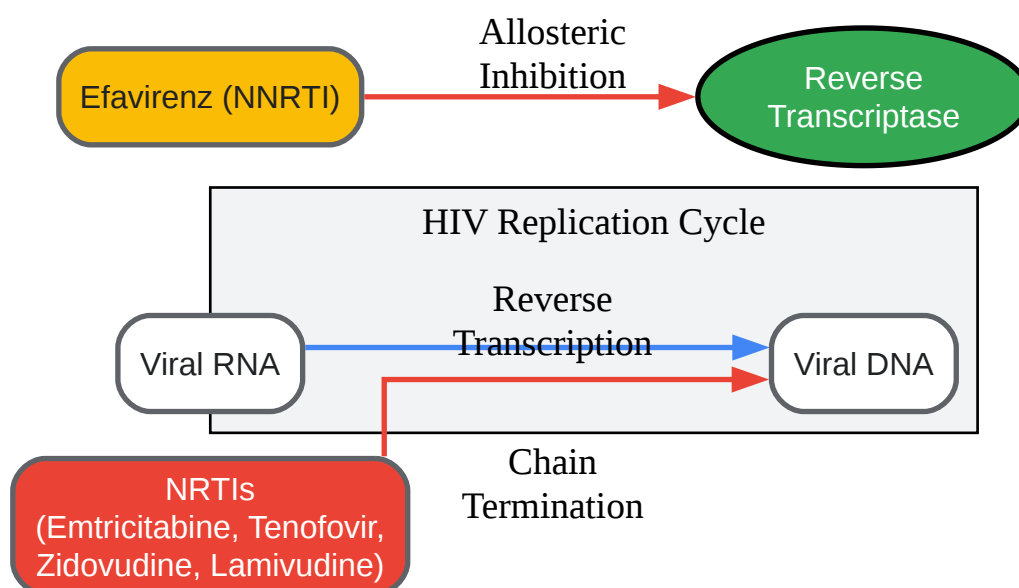 Allosteric
Inhibition
Efavirenz (NNRTI)
Reverse
Transcriptase
HIV Replication Cycle
Reverse
Transcription
Viral RNA
Viral DNA
Chain
Termination
NRTIs
(Emtricitabine, Tenofovir,
Zidovudine, Lamivudine)